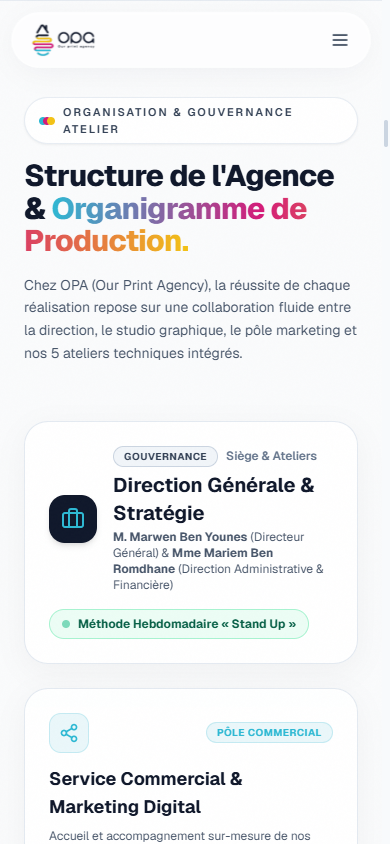 opa
Our print agency
ORGANISATION & GOUVERNANCE
ATELIER
Structure de l'Agence
& Organigramme de
Production.
Chez OPA (Our Print Agency), la réussite de chaque
réalisation repose sur une collaboration fluide entre
la direction, le studio graphique, le pôle marketing et
nos 5 ateliers techniques intégrés.
GOUVERNANCE Siège & Ateliers
Direction Générale &
Stratégie
M. Marwen Ben Younes (Directeur
Général) & Mme Mariem Ben
Romdhane (Direction Administrative &
Financière)
Méthode Hebdomadaire « Stand Up »
PÔLE COMMERCIAL
Service Commercial &
Marketing Digital
Accueil et accompagnement sur-mesure de nos